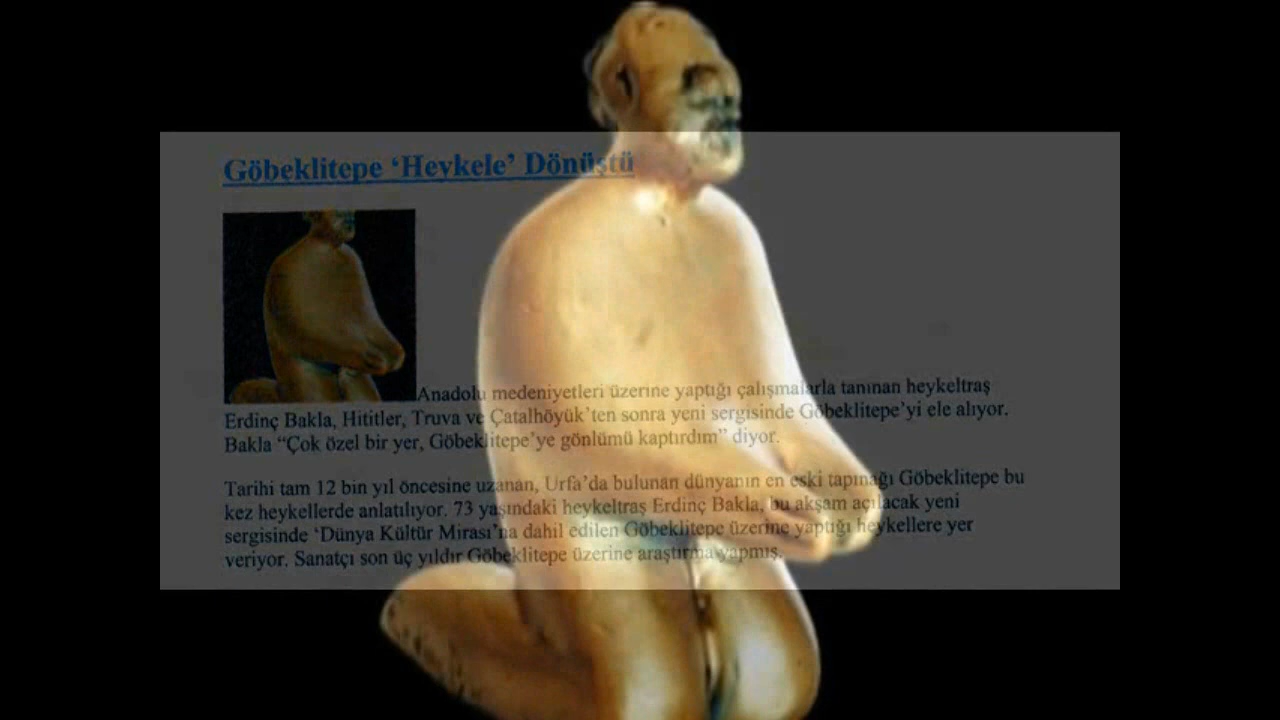 Göbeklitepe ‘Heykele’ Dönüştü
Anadolu medeniyetleri üzerine yaptığı çalışmalarla tanınan heykeltraş
Erdinç Bakla, Hititler, Truva ve Çatalhöyük’ten sonra yeni sergisinde Göbeklitepe’yi ele alıyor.
Bakla “Çok özel bir yer, Göbeklitepe’ye gönlümü kaptırdım” diyor.
Tarihi tam 12 bin yıl öncesine uzanan, Urfa’da bulunan dünyanın en eski tapınağı Göbeklitepe bu
kez heykellerde anlatılıyor. 73 yaşındaki heykeltraş Erdinç Bakla, bu akşam açılacak yeni
sergisinde ‘Dünya Kültür Mirası’na dahil edilen Göbeklitepe üzerine yaptığı heykellere yer
veriyor. Sanatçı son üç yıldır Göbeklitepe üzerine araştırma yapmış.